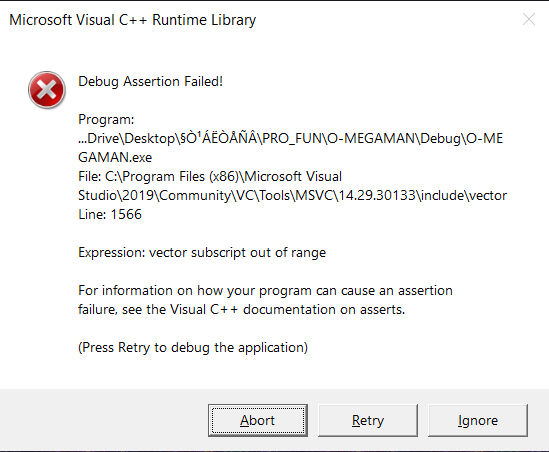 Microsoft Visual C++ Runtime Library
Debug Assertion Failed!
Program:
...Drive\Desktop\§Ò¹ÁËÒÅÑÂ\PRO_FUN\O-MEGAMAN\Debug\O-ME
GAMAN.exe
File: C:\Program Files (x86)\Microsoft Visual
Studio\2019\Community\VC\Tools\MSVC\14.29.30133\include\vector
Line: 1566
Expression: vector subscript out of range
For information on how your program can cause an assertion
failure, see the Visual C++ documentation on asserts.
(Press Retry to debug the application)
Abort Retry Ignore